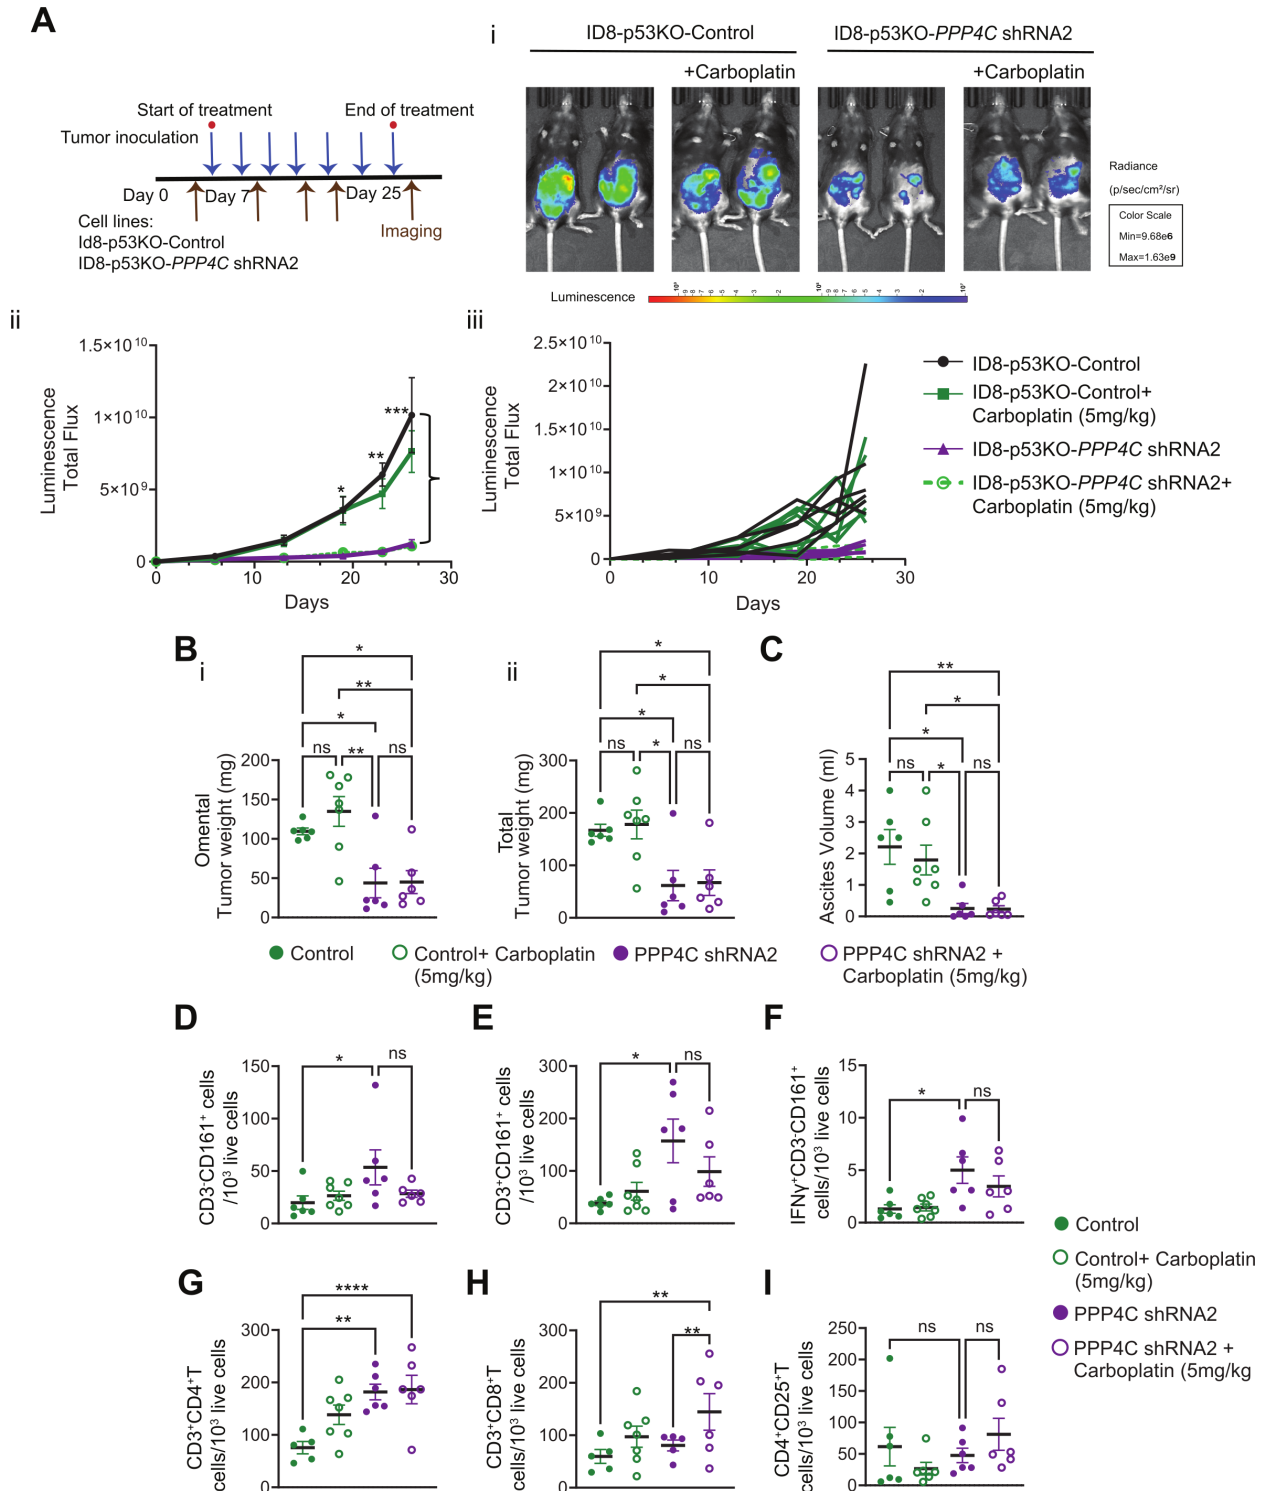 A
Start of treatment
End of treatment
Tumor inoculation
Day 0
Day 7
Day 25
Cell lines:
Id8-p53KO-Control
ID8-p53KO-PPP4C shRNA2
Imaging
i
ID8-p53KO-Control
ID8-p53KO-PPP4C shRNA2
+Carboplatin
+Carboplatin
Radiance
(p/sec/cm²/sr)
Color Scale
Min=9.68e6
Max=1.63e9
Luminescence
ii
Luminescence
Total Flux
1.5×10¹⁰
1×10¹⁰
5×10⁹
0
0 10 20 30
Days
*
**
***
*
iii
Luminescence
Total Flux
2.5×10¹⁰
2×10¹⁰
1.5×10¹⁰
1×10¹⁰
5×10⁹
0
0 10 20 30
Days
ID8-p53KO-Control
ID8-p53KO-Control+
Carboplatin (5mg/kg)
ID8-p53KO-PPP4C shRNA2
ID8-p53KO-PPP4C shRNA2+
Carboplatin (5mg/kg)
B
i
*
**
*
ns ** ns
Omental
Tumor weight (mg)
200
150
100
50
0
ii
*
*
*
ns * ns
Total
Tumor weight (mg)
300
200
100
0
C
**
*
*
ns * ns
Ascites Volume (ml)
5
4
3
2
1
0
Control
Control+ Carboplatin
(5mg/kg)
PPP4C shRNA2
PPP4C shRNA2 +
Carboplatin (5mg/kg)
D
* ns
CD3⁻CD161⁺ cells
/10³ live cells
150
100
50
0
E
* ns
CD3⁺CD161⁺ cells
/10³ live cells
300
200
100
0
F
* ns
IFNγ⁺CD3⁻CD161⁺
cells/10³ live cells
15
10
5
0
Control
Control+ Carboplatin
(5mg/kg)
PPP4C shRNA2
PPP4C shRNA2 +
Carboplatin (5mg/kg
G
****
**
CD3⁺CD4⁺T
cells/10³ live cells
300
200
100
0
H
**
**
CD3⁺CD8⁺T
cells/10³ live cells
300
200
100
0
I
ns ns
CD4⁺CD25⁺T
cells/10³ live cells
250
200
150
100
50
0